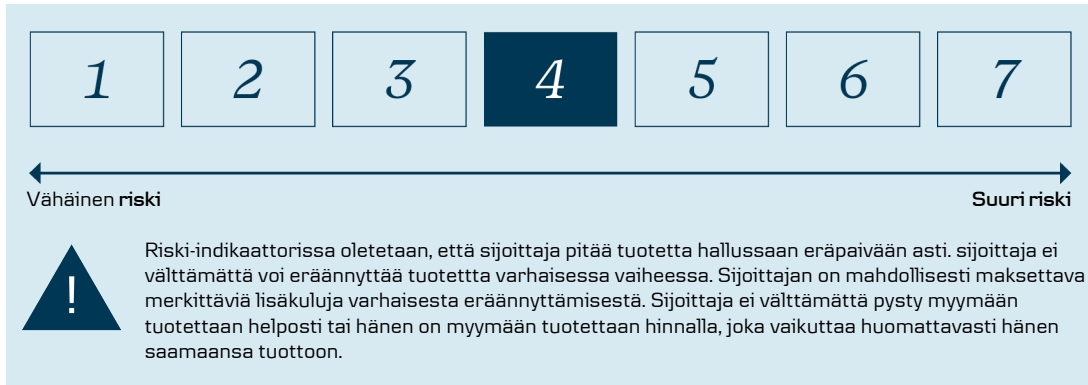 1 2 3 4 5 6 7
Vähäinen riski Suuri riski
Riski-indikaattorissa oletetaan, että sijoittaja pitää tuotetta hallussaan eräpaivään asti. sijoittaja ei
välttämättä voi eräännyttää tuotettta varhaisessa vaiheessa. Sijoittajan on mahdollisesti maksettava
merkittäviä lisäkuluja varhaisesta eräännyttämisestä. Sijoittaja ei välttämättä pysty myymään
tuotettaan helposti tai hänen on myymään tuotettaan hinnalla, joka vaikuttaa huomattavasti hänen
saamaansa tuottoon.
!